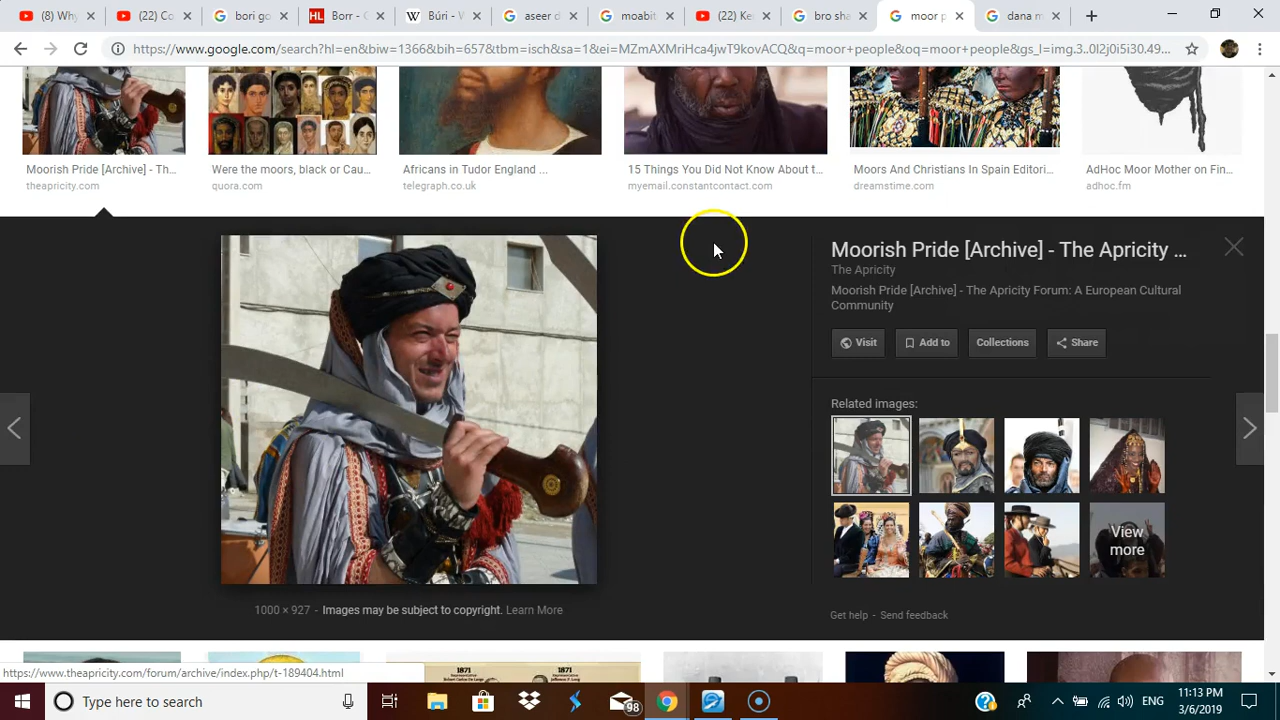 (8) Why
(22) Co
bori go
Borr - C
Búri - W
aseer d
moabit
(22) Ke
bro sha
moor p
dana m
https://www.google.com/search?hl=en&biw=1366&bih=657&tbm=isch&sa=1&ei=MZmAXMriHca4jwT9kovACQ&q=moor+people&oq=moor+people&gs_l=img.3..0l2j0i5i30.49...
Moorish Pride [Archive] - Th...
theapricity.com
Were the moors, black or Cau...
quora.com
Africans in Tudor England ...
telegraph.co.uk
15 Things You Did Not Know About t...
myemail.constantcontact.com
Moors And Christians In Spain Editori...
dreamstime.com
AdHoc Moor Mother on Fin...
adhoc.fm
Moorish Pride [Archive] - The Apricity ...
The Apricity
Moorish Pride [Archive] - The Apricity Forum: A European Cultural
Community
Visit
Add to
Collections
Share
Related images:
View
more
1000 × 927 - Images may be subject to copyright. Learn More
Get help - Send feedback
1871
1871
https://www.theapricity.com/forum/archive/index.php/t-189404.html
Type here to search
98
ENG
11:13 PM
3/6/2019